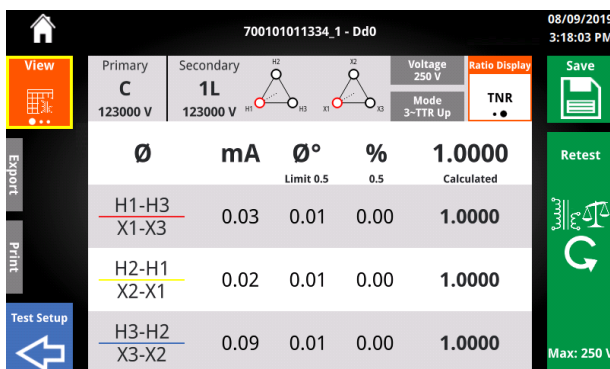 700101011334_1 - Dd0
08/09/2019
3:18:03 PM
View
Primary
C
123000 V
Secondary
1L
123000 V
H2
H1
H3
X2
X1
X3
Voltage
250 V
Mode
3~TTR Up
Ratio Display
TNR
Save
Export
Print
Test Setup
Ø mA Ø° % 1.0000
Limit 0.5 0.5 Calculated
H1-H3
X1-X3
0.03 0.01 0.00 1.0000
H2-H1
X2-X1
0.02 0.01 0.00 1.0000
H3-H2
X3-X2
0.09 0.01 0.00 1.0000
Retest
Max: 250 V